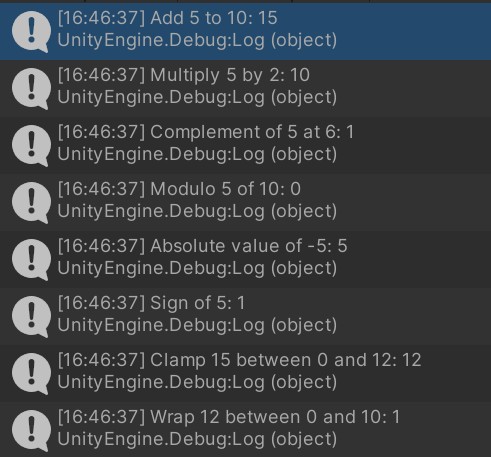 [16:46:37] Add 5 to 10: 15
UnityEngine.Debug:Log (object)
[16:46:37] Multiply 5 by 2: 10
UnityEngine.Debug:Log (object)
[16:46:37] Complement of 5 at 6: 1
UnityEngine.Debug:Log (object)
[16:46:37] Modulo 5 of 10: 0
UnityEngine.Debug:Log (object)
[16:46:37] Absolute value of -5: 5
UnityEngine.Debug:Log (object)
[16:46:37] Sign of 5: 1
UnityEngine.Debug:Log (object)
[16:46:37] Clamp 15 between 0 and 12: 12
UnityEngine.Debug:Log (object)
[16:46:37] Wrap 12 between 0 and 10: 1
UnityEngine.Debug:Log (object)